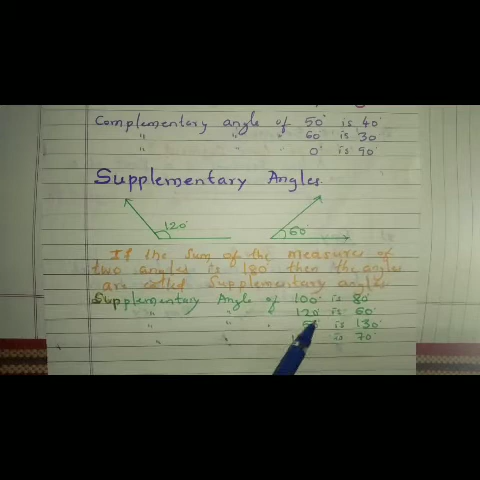 Complementary angle of 50° is 40°
" " " 60 is 30
" " 0° is 90°
Supplementary Angles
120° 60°
If the Sum of the measures of
two angles is 180° then the angles
are called Supplementary angles
Supplementary Angle of 100° is 80°
" " 120° is 60°
" " " is 130°
" " is 70°